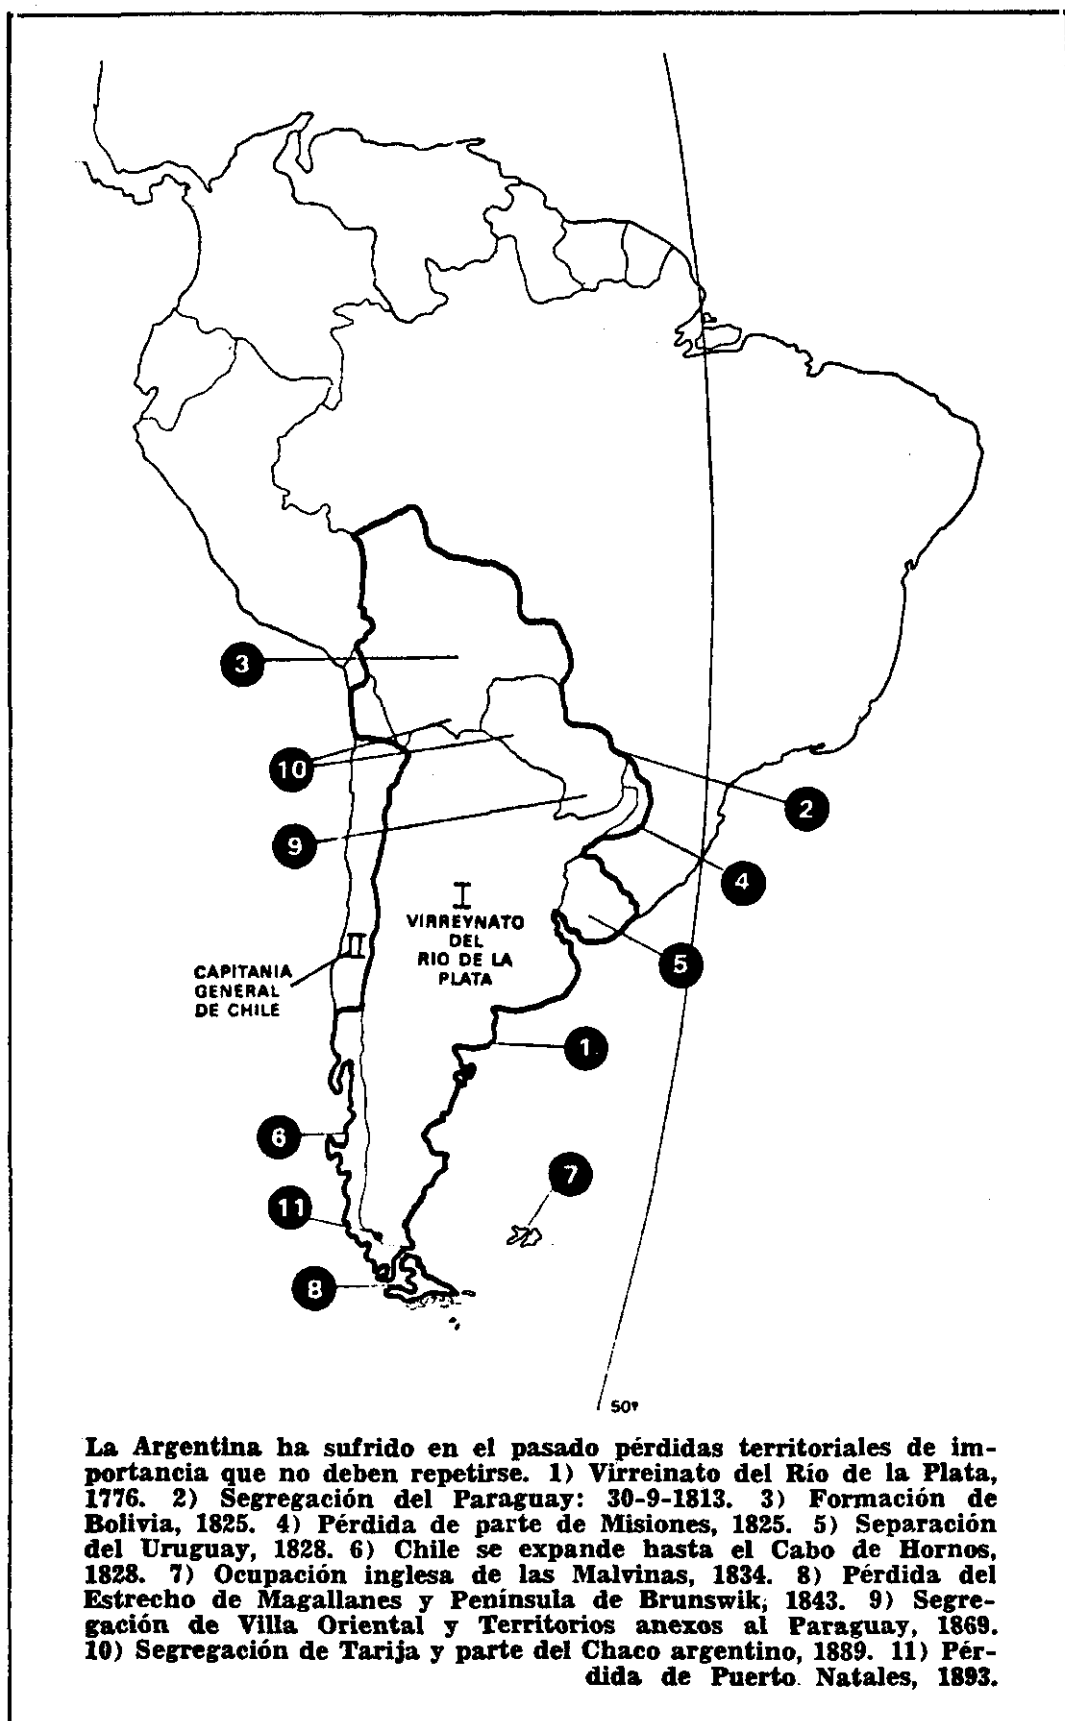 3
10
9
2
4
I
VIRREYNATO
DEL
RIO DE LA
PLATA
II
CAPITANIA
GENERAL
DE CHILE
5
1
6
7
11
8
50º
La Argentina ha sufrido en el pasado pérdidas territoriales de im-
portancia que no deben repetirse. 1) Virreinato del Río de la Plata,
1776. 2) Segregación del Paraguay: 30-9-1813. 3) Formación de
Bolivia, 1825. 4) Pérdida de parte de Misiones, 1825. 5) Separación
del Uruguay, 1828. 6) Chile se expande hasta el Cabo de Hornos,
1828. 7) Ocupación inglesa de las Malvinas, 1834. 8) Pérdida del
Estrecho de Magallanes y Península de Brunswik, 1843. 9) Segre-
gación de Villa Oriental y Territorios anexos al Paraguay, 1869.
10) Segregación de Tarija y parte del Chaco argentino, 1889. 11) Pér-
dida de Puerto Natales, 1893.